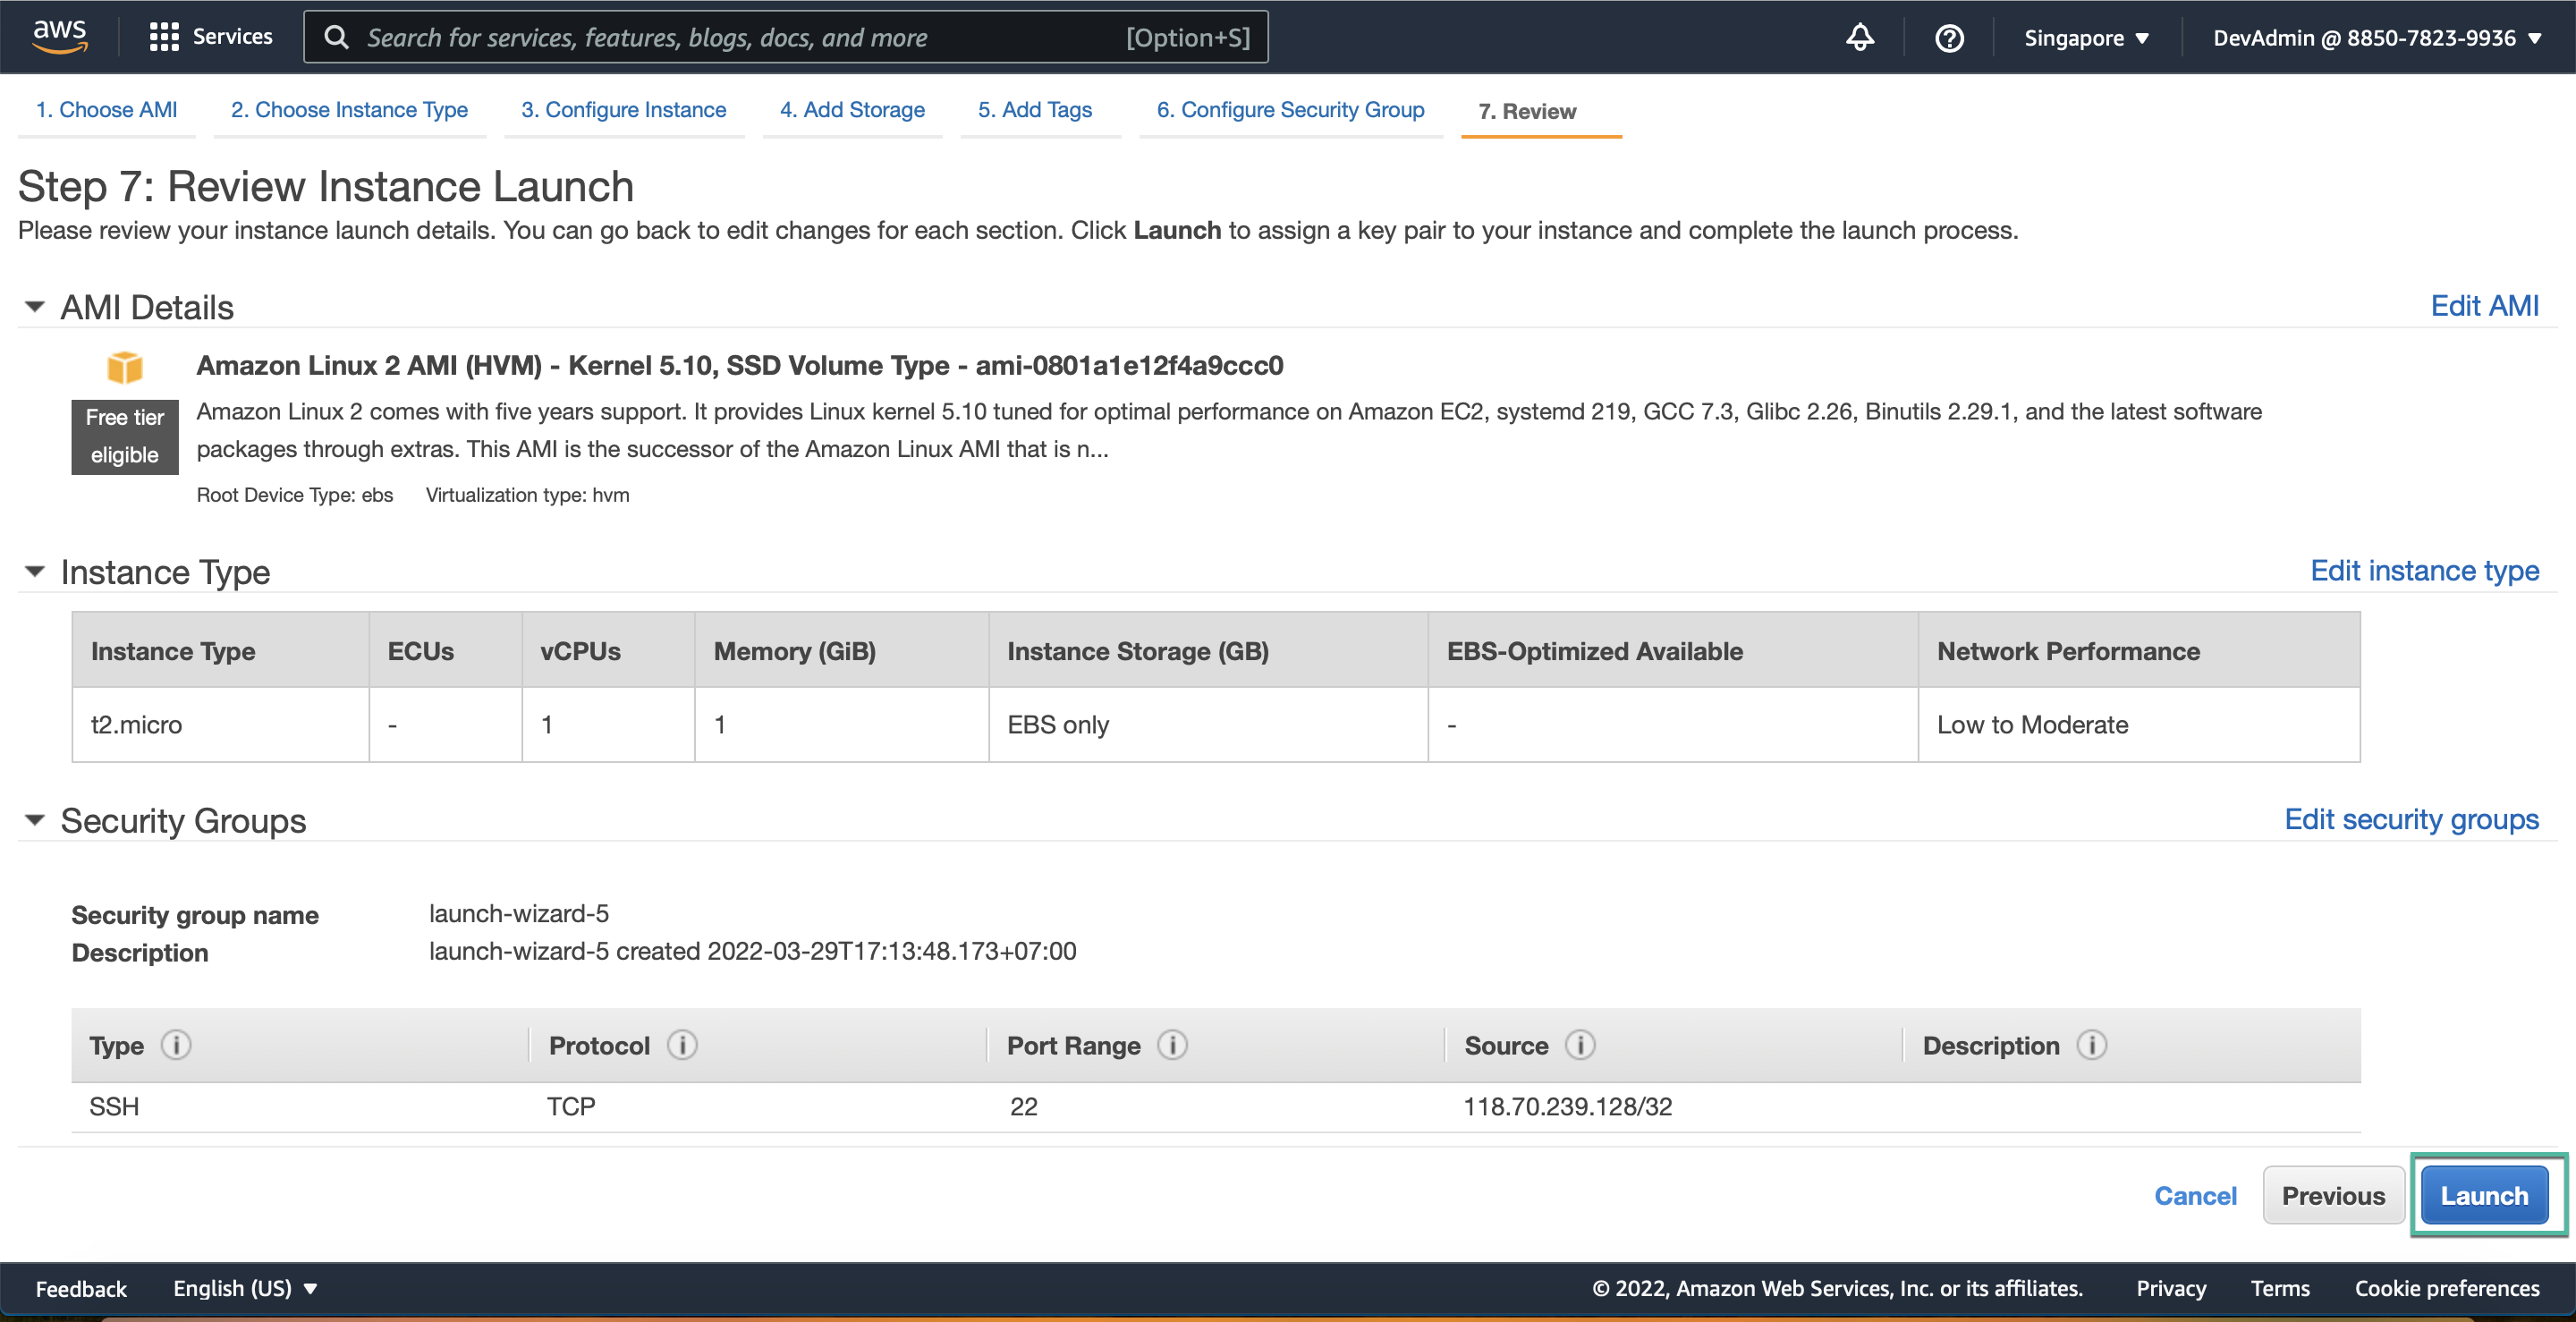 aws Services Search for services, features, blogs, docs, and more [Option+S] Singapore ▼ DevAdmin @ 8850-7823-9936 ▼
1. Choose AMI 2. Choose Instance Type 3. Configure Instance 4. Add Storage 5. Add Tags 6. Configure Security Group 7. Review
Step 7: Review Instance Launch
Please review your instance launch details. You can go back to edit changes for each section. Click Launch to assign a key pair to your instance and complete the launch process.
AMI Details Edit AMI
Amazon Linux 2 AMI (HVM) - Kernel 5.10, SSD Volume Type - ami-0801a1e12f4a9ccc0
Free tier
eligible
Amazon Linux 2 comes with five years support. It provides Linux kernel 5.10 tuned for optimal performance on Amazon EC2, systemd 219, GCC 7.3, Glibc 2.26, Binutils 2.29.1, and the latest software
packages through extras. This AMI is the successor of the Amazon Linux AMI that is n...
Root Device Type: ebs Virtualization type: hvm
Instance Type Edit instance type
Instance Type ECUs vCPUs Memory (GiB) Instance Storage (GB) EBS-Optimized Available Network Performance
t2.micro - 1 1 EBS only - Low to Moderate
Security Groups Edit security groups
Security group name launch-wizard-5
Description launch-wizard-5 created 2022-03-29T17:13:48.173+07:00
Type Protocol Port Range Source Description
SSH TCP 22 118.70.239.128/32
Cancel Previous Launch
Feedback English (US) ▼ © 2022, Amazon Web Services, Inc. or its affiliates. Privacy Terms Cookie preferences